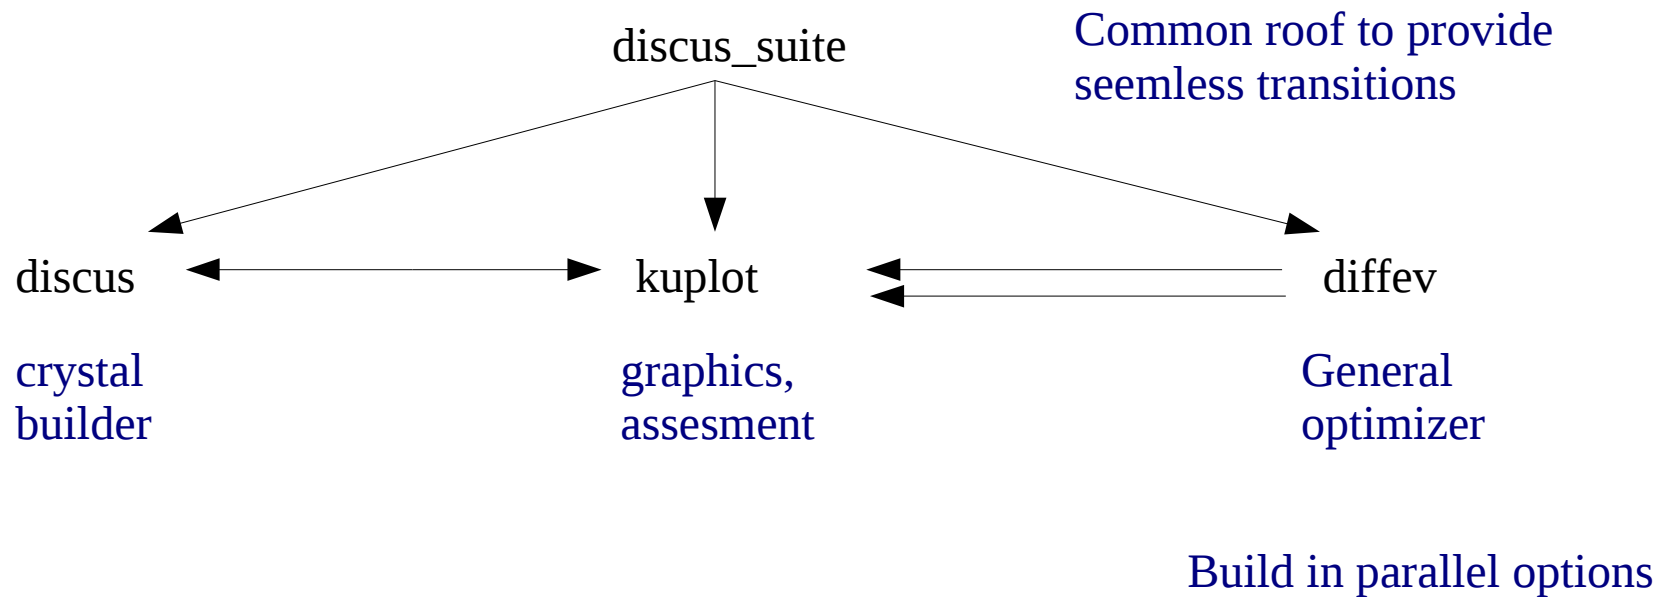 discus_suite
Common roof to provide
seemless transitions
discus
kuplot
diffev
crystal
builder
graphics,
assesment
General
optimizer
Build in parallel options